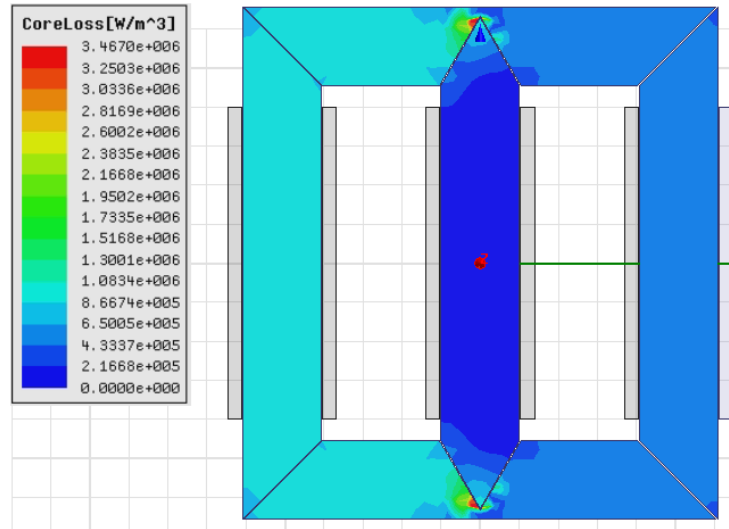 CoreLoss[W/m^3]
3.4670e+006
3.2503e+006
3.0336e+006
2.8169e+006
2.6002e+006
2.3835e+006
2.1668e+006
1.9502e+006
1.7335e+006
1.5168e+006
1.3001e+006
1.0834e+006
8.6674e+005
6.5005e+005
4.3337e+005
2.1668e+005
0.0000e+000